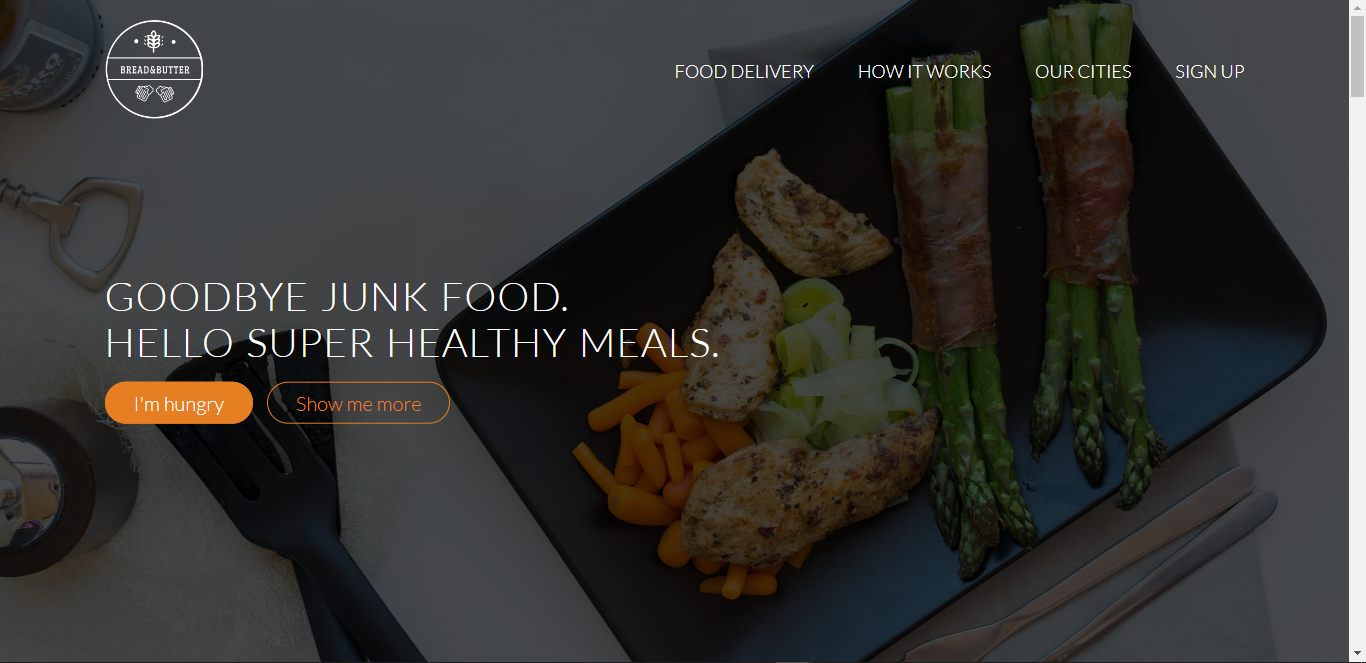 BREAD&BUTTER
FOOD DELIVERY
HOW IT WORKS
OUR CITIES
SIGN UP
GOODBYE JUNK FOOD.
HELLO SUPER HEALTHY MEALS.
I'm hungry
Show me more